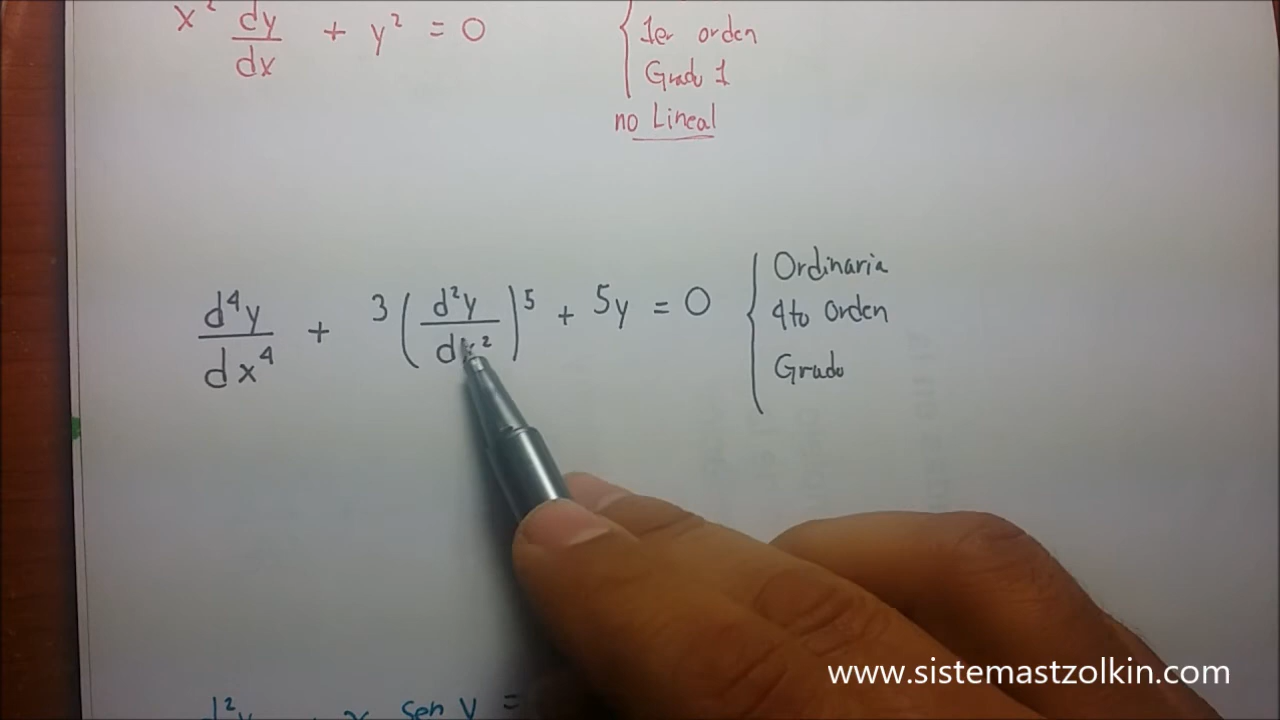 x² dy/dx + y² = 0
1er orden
Grado 1
no Lineal
d⁴y/dx⁴ + 3(d²y/dx²)⁵ + 5y = 0
Ordinaria
4to orden
Grado
sen y =
www.sistemastzolkin.com